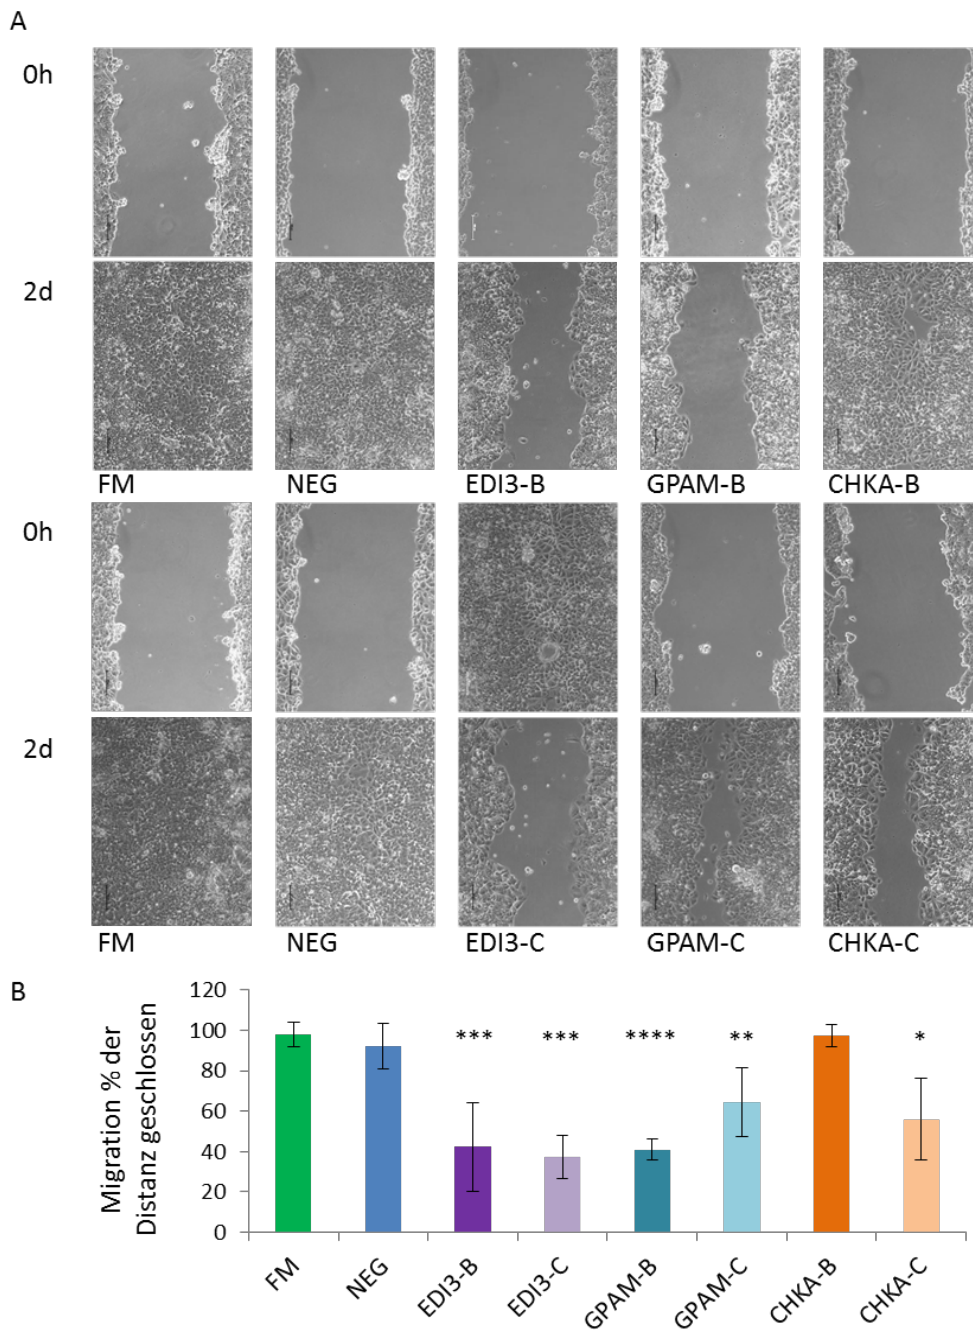 A
0h
2d
FM NEG EDI3-B GPAM-B CHKA-B
0h
2d
FM NEG EDI3-C GPAM-C CHKA-C
B
Migration % der
Distanz geschlossen
120
100
80
60
40
20
0
*** *** **** ** *
FM NEG EDI3-B EDI3-C GPAM-B GPAM-C CHKA-B CHKA-C